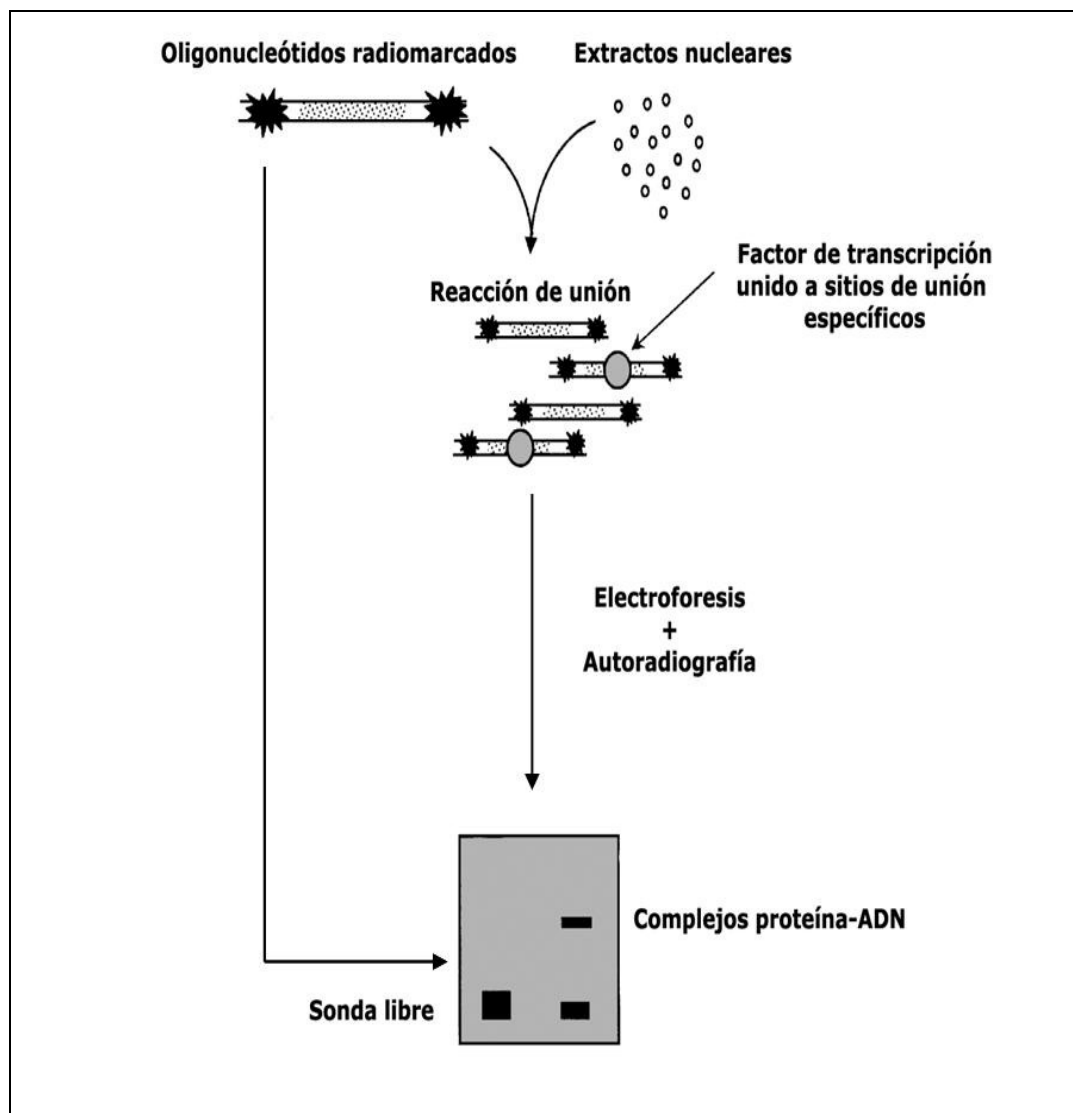 Oligonucleótidos radiomarcados
Extractos nucleares
Factor de transcripción
unido a sitios de unión
específicos
Reacción de unión
Electroforesis
+
Autoradiografía
Complejos proteína-ADN
Sonda libre